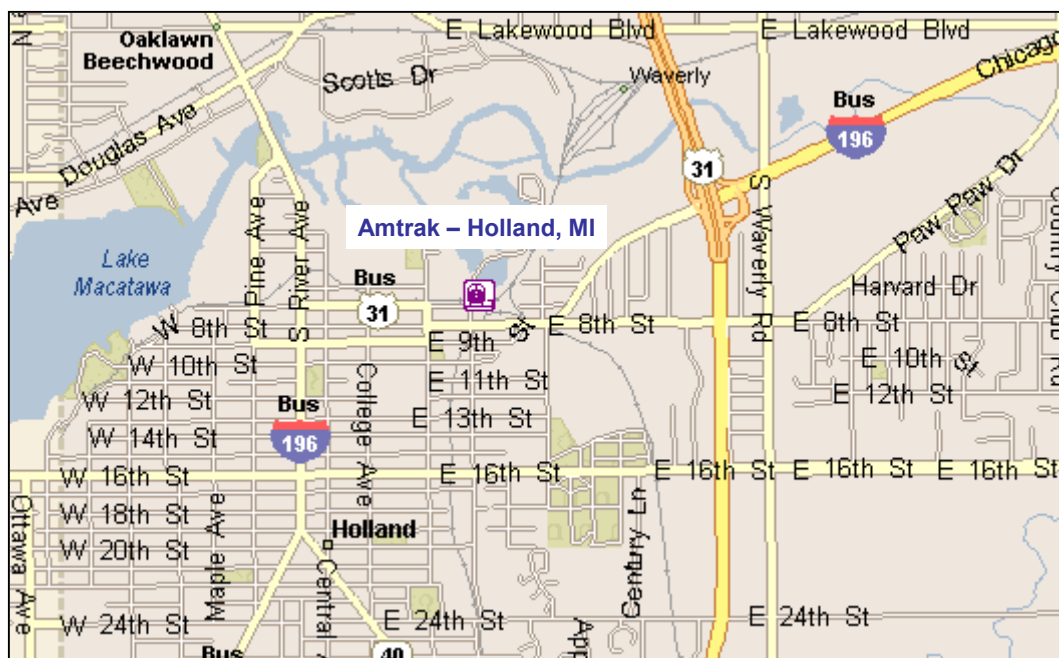 N
Oaklawn
Beechwood
E Lakewood Blvd
E Lakewood Blvd
Scotts Dr
Waverly
Chicago
Bus
196
Douglas Ave
31
Ave
Paw Paw Dr
S Waverly Rd
Pine Ave
S River Ave
Amtrak – Holland, MI
Lake
Macatawa
Bus
31
Harvard Dr
Country Club Rd
W 8th St
E 8th St
E 8th St
E 9th St
W 10th St
E 10th St
E 11th St
W 12th St
E 12th St
College Ave
Bus
196
E 13th St
W 14th St
W 16th St
E 16th St
E 16th St
E 16th St
E 16th St
Ottawa Ave
W 18th St
Maple Ave
Holland
Century Ln
W 20th St
Central
W 24th St
E 24th St
E 24th St
App
Bus
40